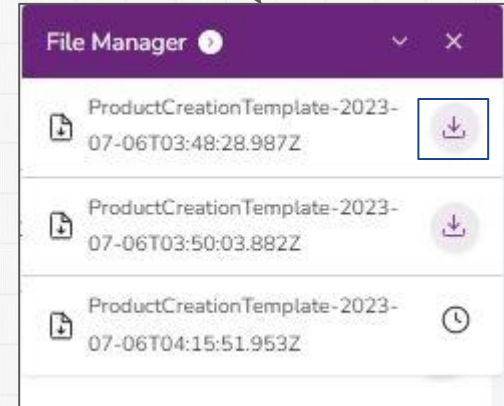 File Manager
ProductCreationTemplate-2023-
07-06T03:48:28.987Z
ProductCreationTemplate-2023-
07-06T03:50:03.882Z
ProductCreationTemplate-2023-
07-06T04:15:51.953Z